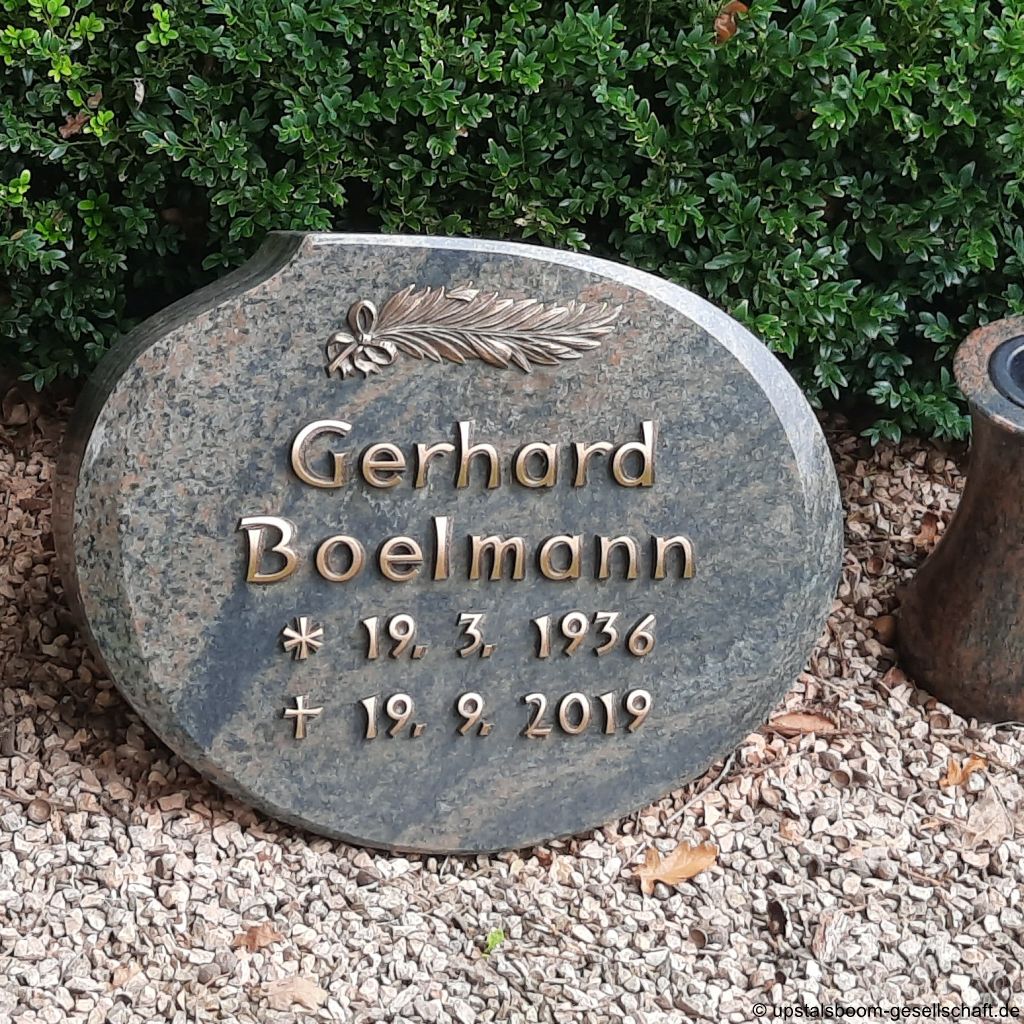 Gerhard
Boelmann
* 19. 3. 1936
† 19. 9. 2019
© upstalsboom-gesellschaft.de